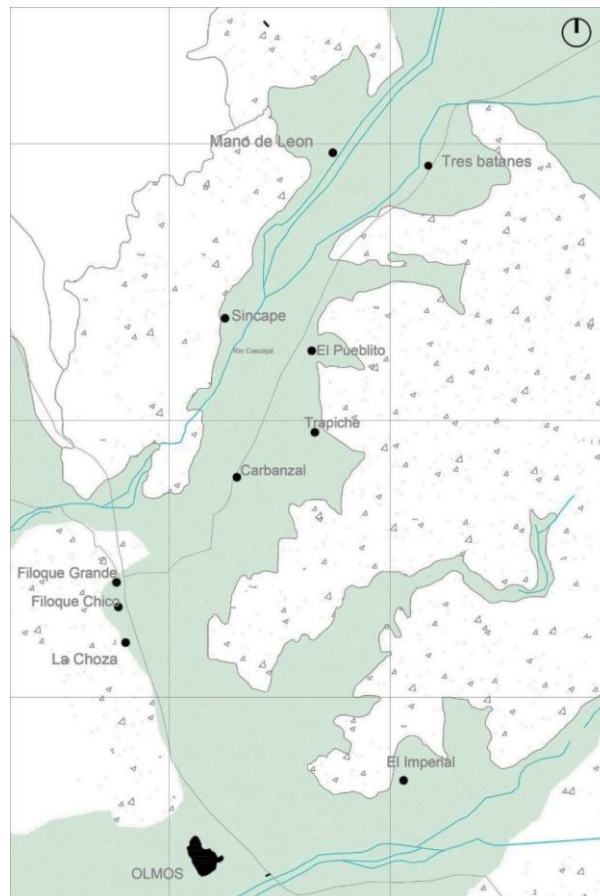 Mano de Leon
Tres batanes
Sincape
Rio Cascajal
El Pueblito
Trapiche
Carbanzal
Filoque Grande
Filoque Chico
La Choza
El Imperial
OLMOS